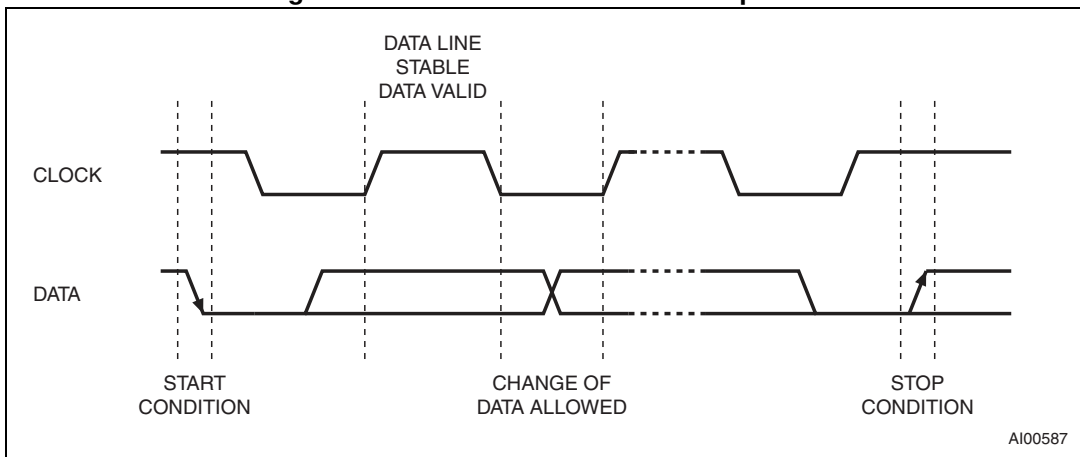 DATA LINE
STABLE
DATA VALID
CLOCK
DATA
START
CONDITION
CHANGE OF
DATA ALLOWED
STOP
CONDITION
AI00587